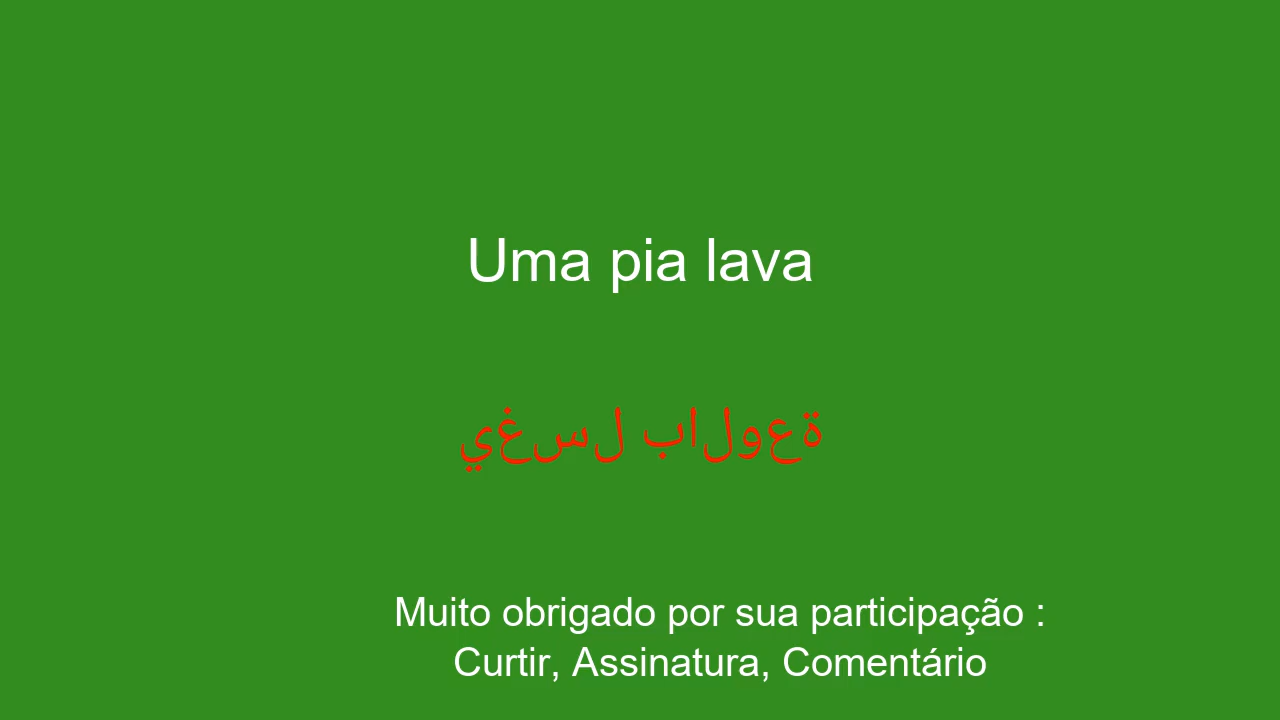 Uma pia lava
يغسل بالوعة
Muito obrigado por sua participação :
Curtir, Assinatura, Comentário